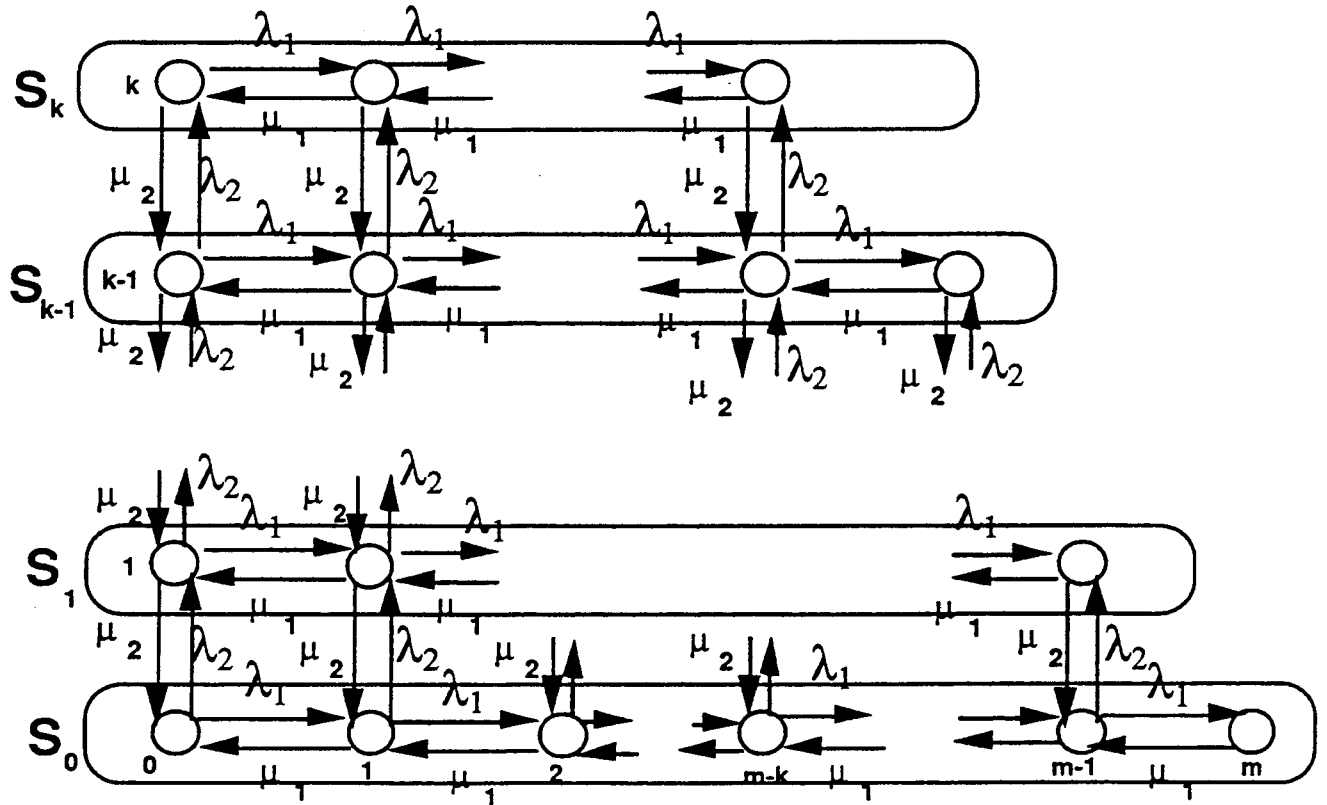 λ1 λ1 λ1
Sk k
μ1 μ1 μ1
μ2 λ2 μ2 λ2 μ2 λ2
λ1 λ1 λ1 λ1
Sk-1 k-1
μ1 μ1 μ1 μ1
μ2 λ2 μ2 μ2 λ2 μ2 λ2
μ2 λ2 μ2 λ2
λ1 λ1 λ1
S1 1
μ1 μ1 μ1
μ2 λ2 μ2 λ2 μ2 μ2 μ2 λ2
λ1 λ1 λ1 λ1
S0
0 1 2 m-k m-1 m
μ1 μ1 μ1 μ1